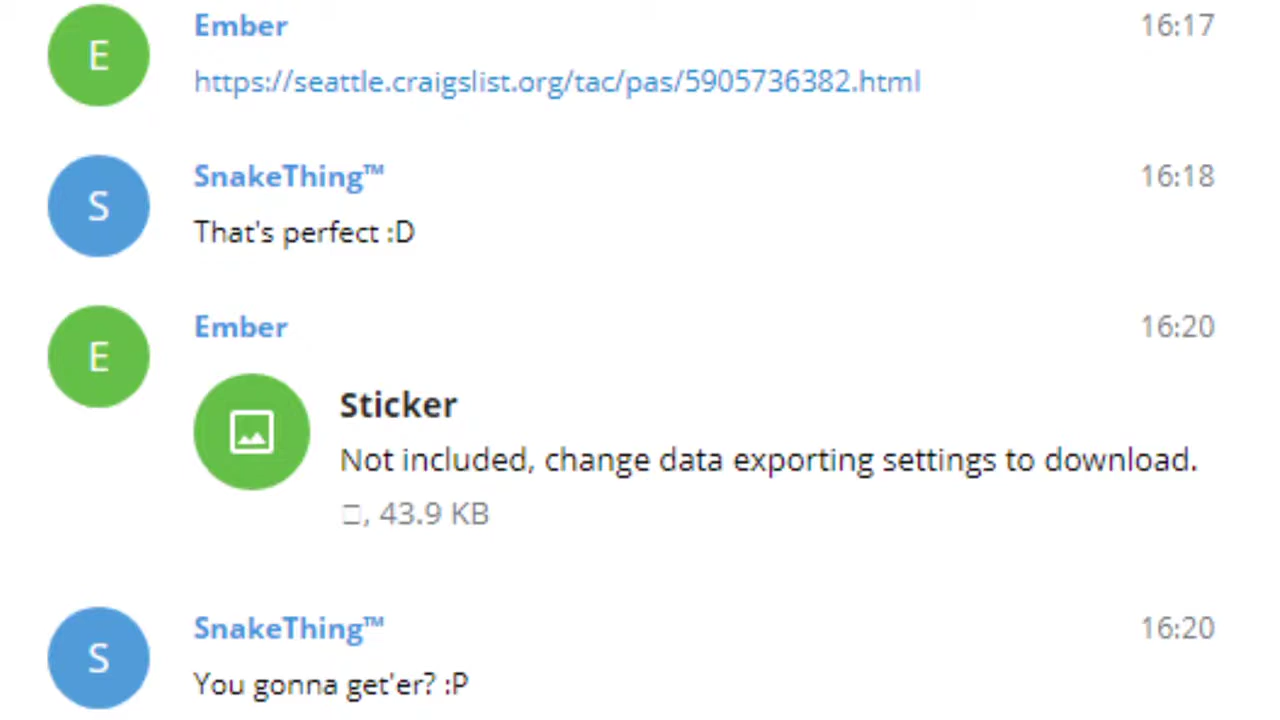 E
Ember
16:17
https://seattle.craigslist.org/tac/pas/5905736382.html
S
SnakeThing™
16:18
That's perfect :D
E
Ember
16:20
Sticker
Not included, change data exporting settings to download.
□, 43.9 KB
S
SnakeThing™
16:20
You gonna get'er? :P